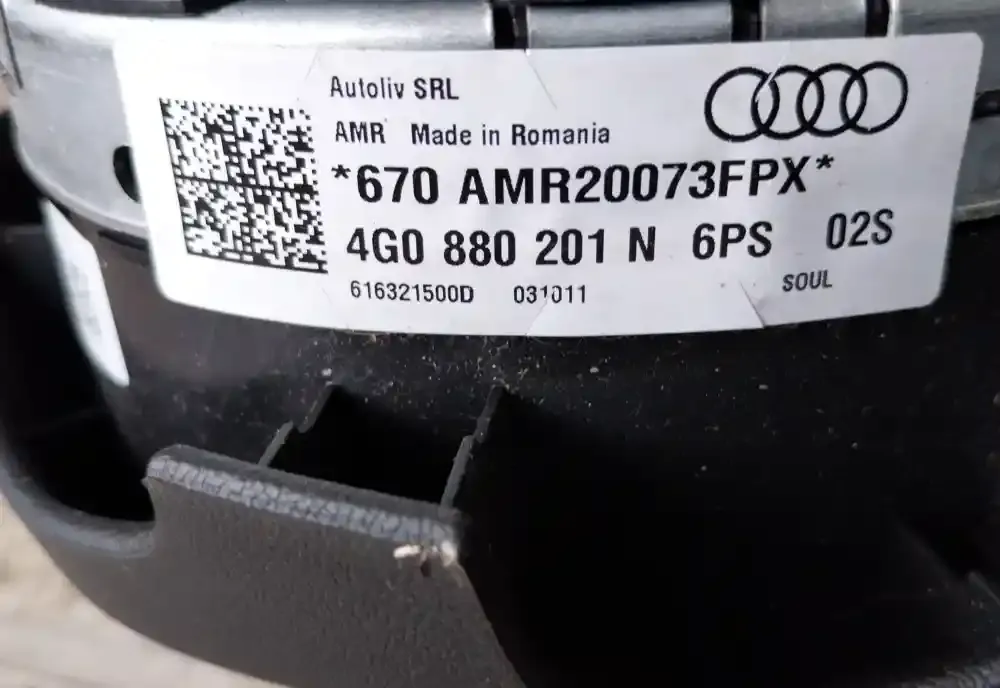 Autoliv SRL
AMR Made in Romania
*670 AMR20073FPX*
4G0 880 201 N 6PS 02S
616321500D 031011
SOUL